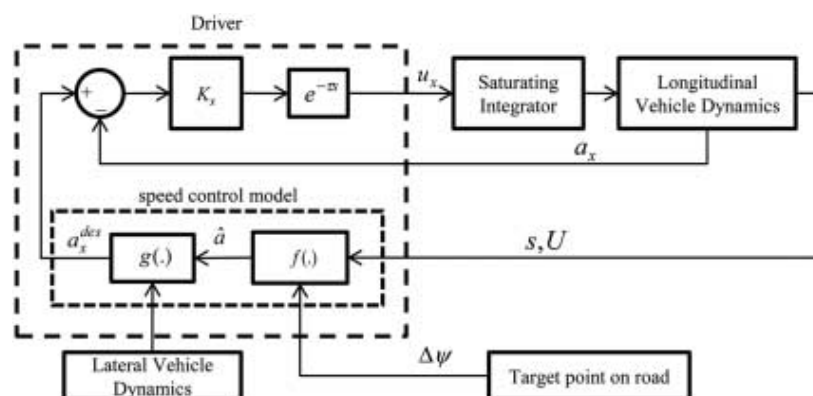 Driver
+
−
K_s
e^{-τs}
u_x
Saturating
Integrator
Longitudinal
Vehicle Dynamics
a_x
speed control model
a_x^{des}
g(.)
â
f(.)
s,U
Lateral Vehicle
Dynamics
Δψ
Target point on road